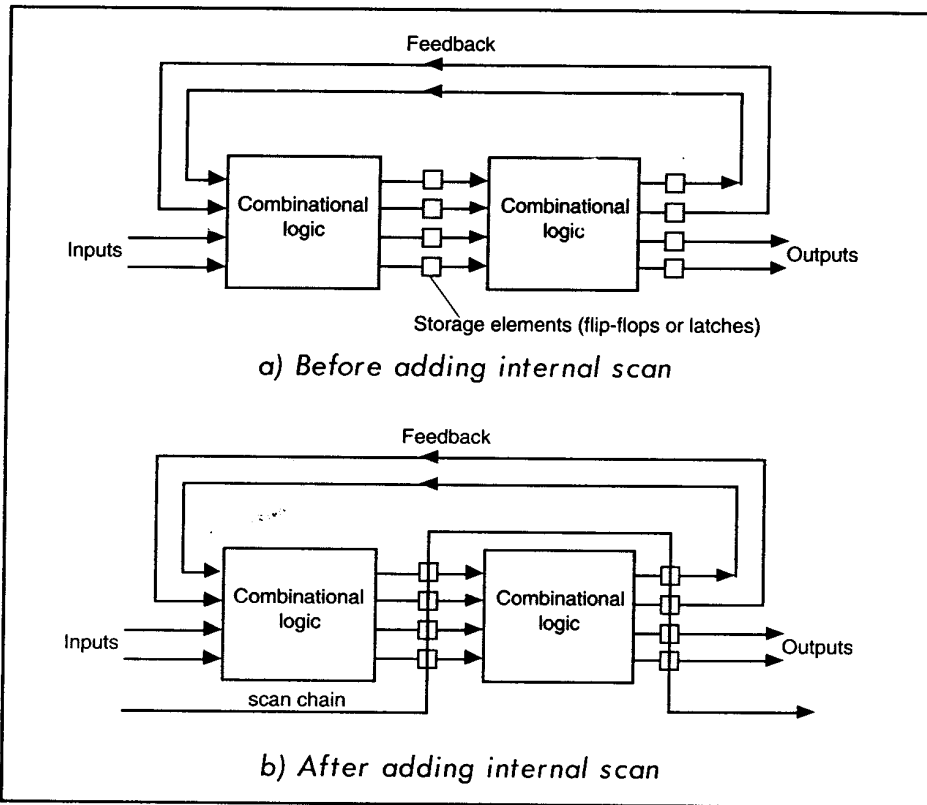 Feedback
Combinational
logic
Combinational
logic
Inputs
Outputs
Storage elements (flip-flops or latches)
a) Before adding internal scan
Feedback
Combinational
logic
Combinational
logic
Inputs
Outputs
scan chain
b) After adding internal scan